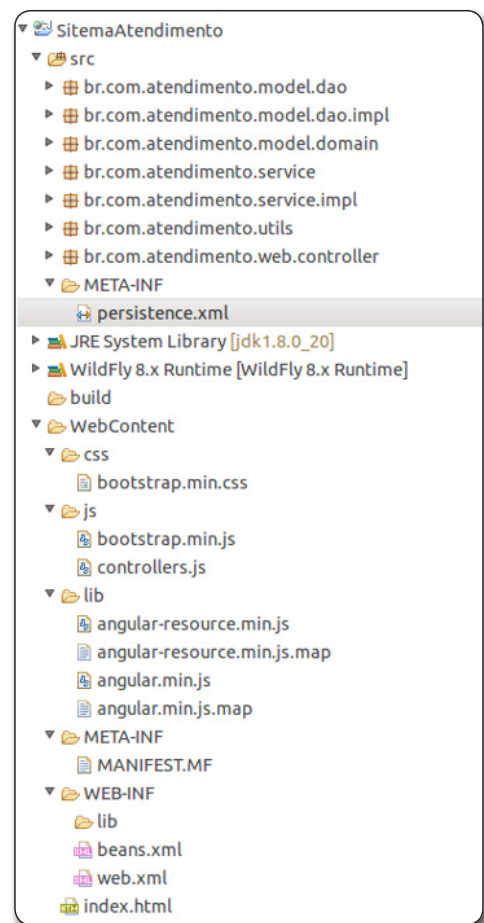 SitemaAtendimento
src
br.com.atendimento.model.dao
br.com.atendimento.model.dao.impl
br.com.atendimento.model.domain
br.com.atendimento.service
br.com.atendimento.service.impl
br.com.atendimento.utils
br.com.atendimento.web.controller
META-INF
persistence.xml
JRE System Library [jdk1.8.0_20]
WildFly 8.x Runtime [WildFly 8.x Runtime]
build
WebContent
css
bootstrap.min.css
js
bootstrap.min.js
controllers.js
lib
angular-resource.min.js
angular-resource.min.js.map
angular.min.js
angular.min.js.map
META-INF
MANIFEST.MF
WEB-INF
lib
beans.xml
web.xml
index.html